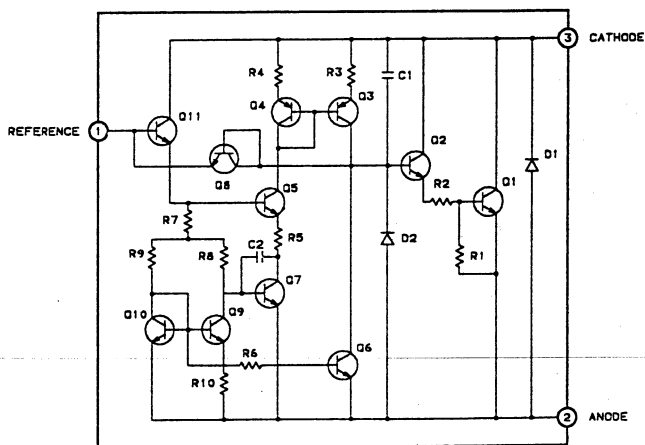 3 CATHODE
R4
R3
C1
Q4
Q3
Q11
REFERENCE 1
Q2
D1
Q8
Q5
R2
Q1
R7
R5
C2
D2
R1
R9
R8
Q7
Q10
Q9
Q6
R6
R10
2 ANODE